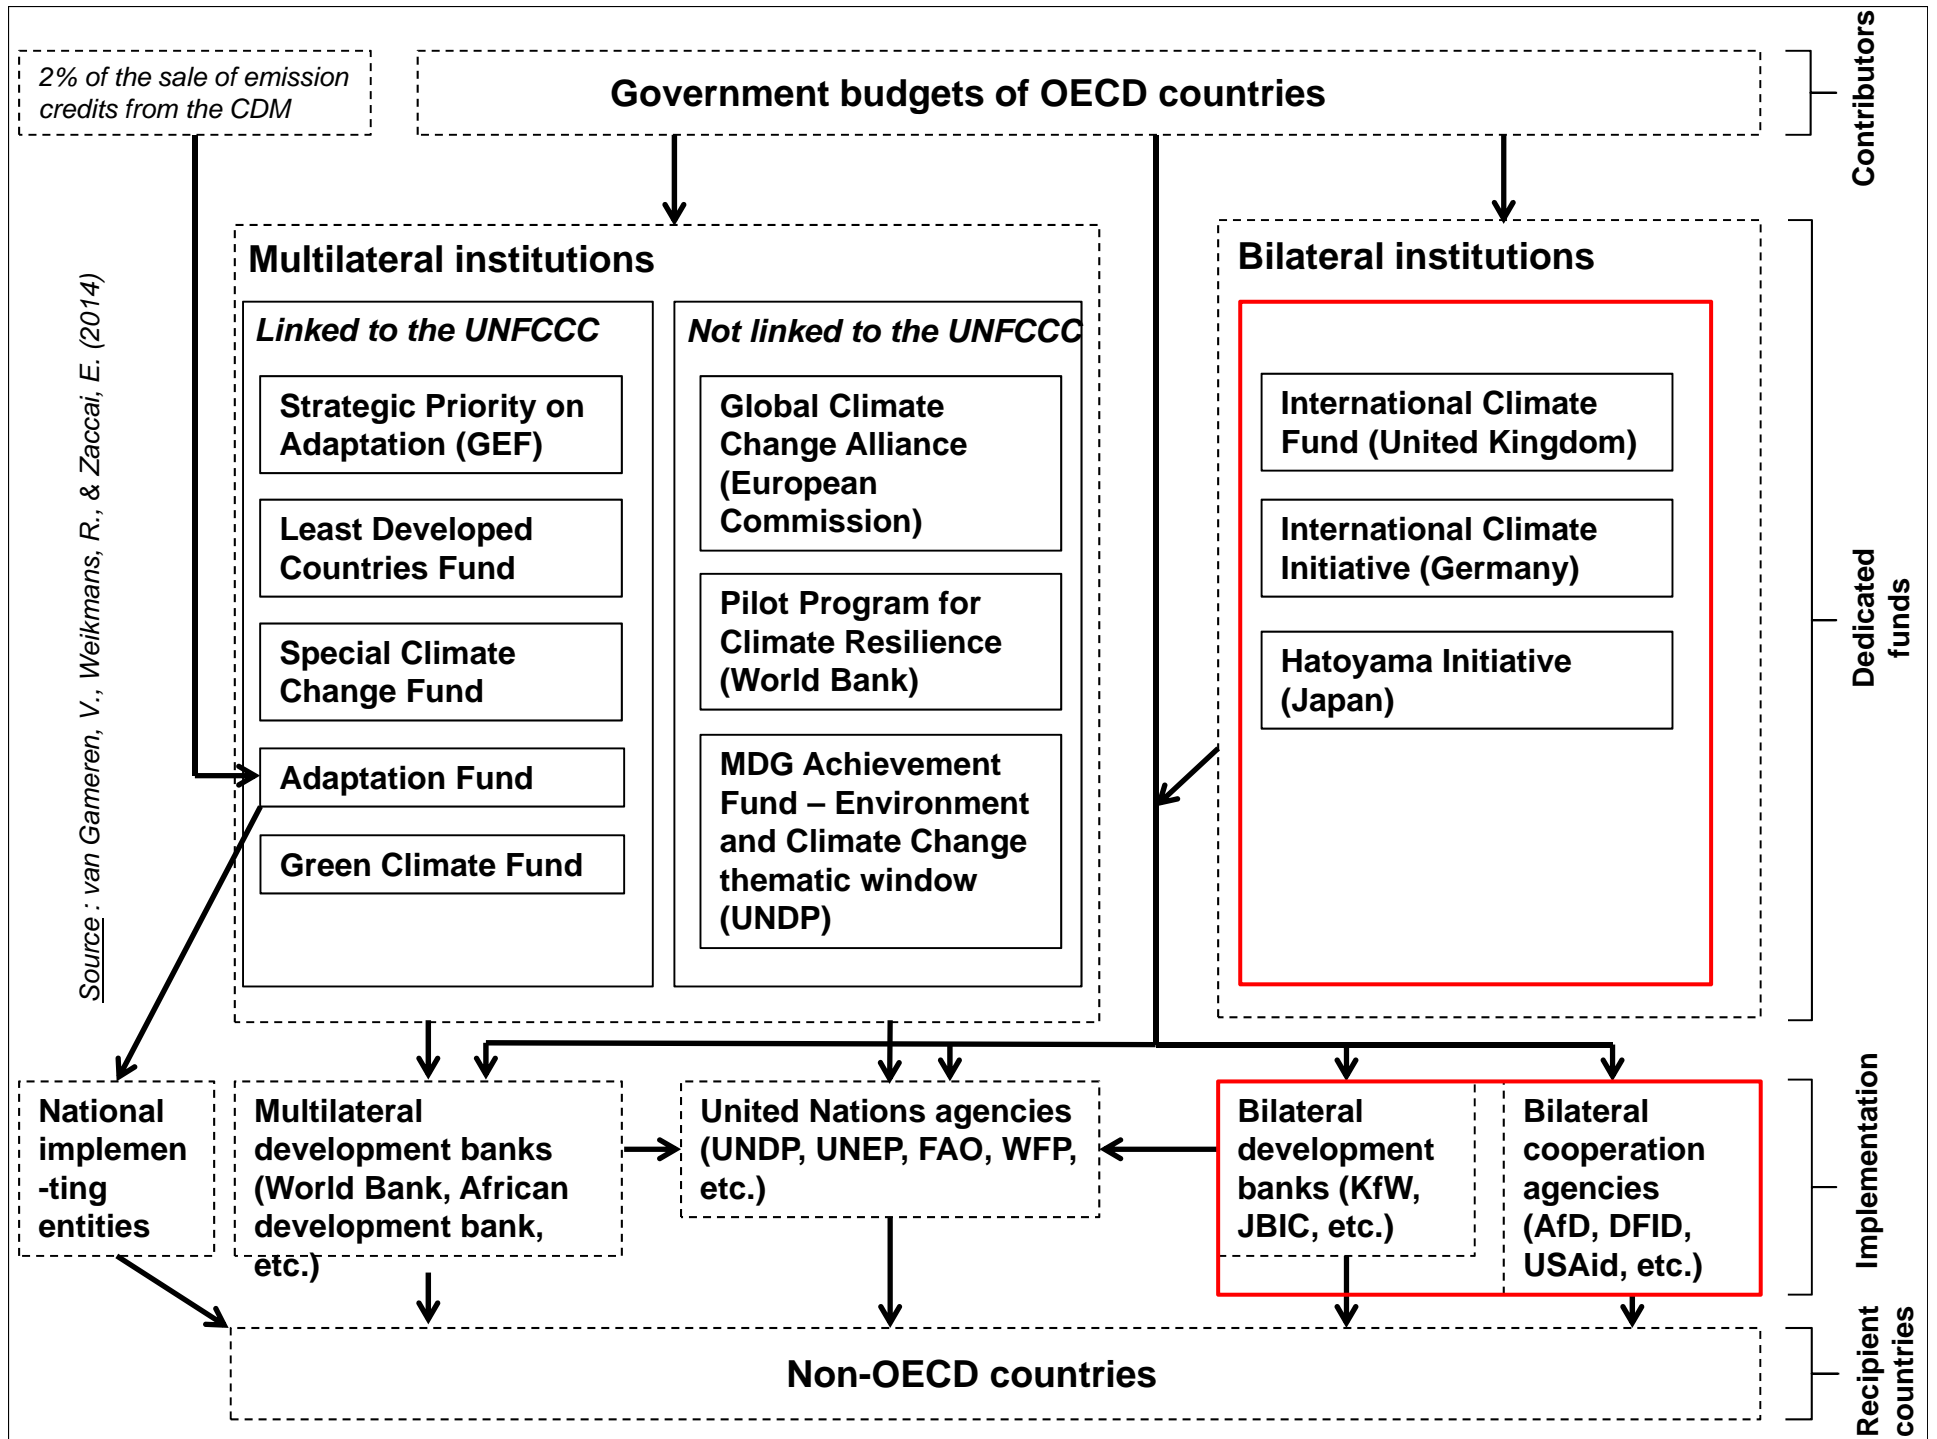 2% of the sale of emission
credits from the CDM
Government budgets of OECD countries
Contributors
Multilateral institutions
Linked to the UNFCCC
Strategic Priority on
Adaptation (GEF)
Least Developed
Countries Fund
Special Climate
Change Fund
Adaptation Fund
Green Climate Fund
Not linked to the UNFCCC
Global Climate
Change Alliance
(European
Commission)
Pilot Program for
Climate Resilience
(World Bank)
MDG Achievement
Fund – Environment
and Climate Change
thematic window
(UNDP)
Bilateral institutions
International Climate
Fund (United Kingdom)
International Climate
Initiative (Germany)
Hatoyama Initiative
(Japan)
Dedicated
funds
Source : van Gameren, V., Weikmans, R., & Zaccai, E. (2014)
National
implemen
-ting
entities
Multilateral
development banks
(World Bank, African
development bank,
etc.)
United Nations agencies
(UNDP, UNEP, FAO, WFP,
etc.)
Bilateral
development
banks (KfW,
JBIC, etc.)
Bilateral
cooperation
agencies
(AfD, DFID,
USAid, etc.)
Implementation
Non-OECD countries
Recipient
countries